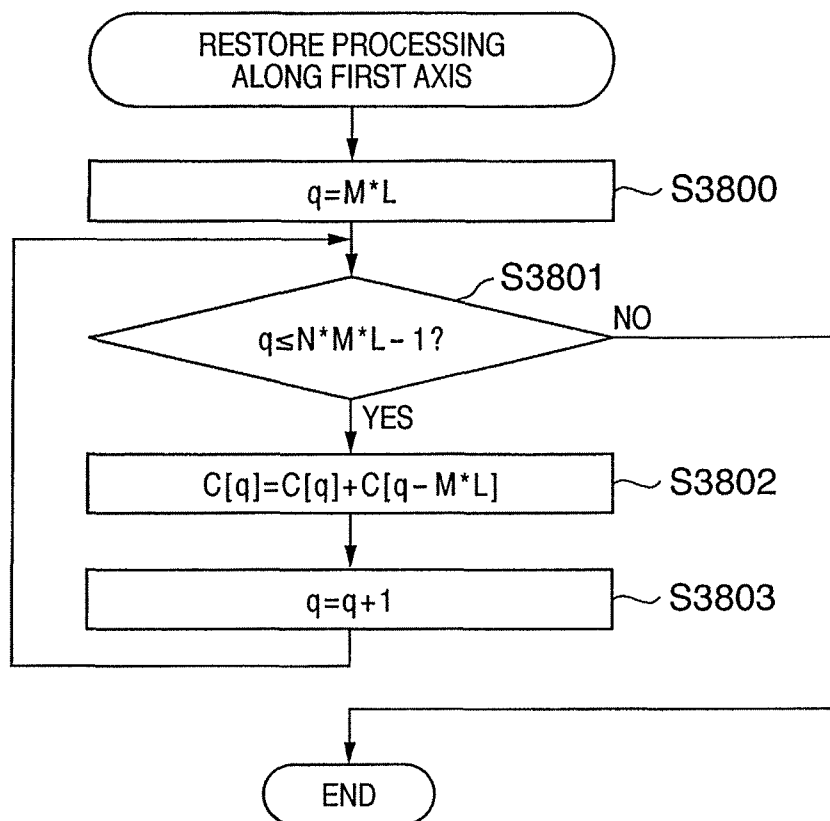 RESTORE PROCESSING
ALONG FIRST AXIS
q=M*L
S3800
S3801
q≤N*M*L-1?
NO
YES
C[q]=C[q]+C[q-M*L]
S3802
q=q+1
S3803
END